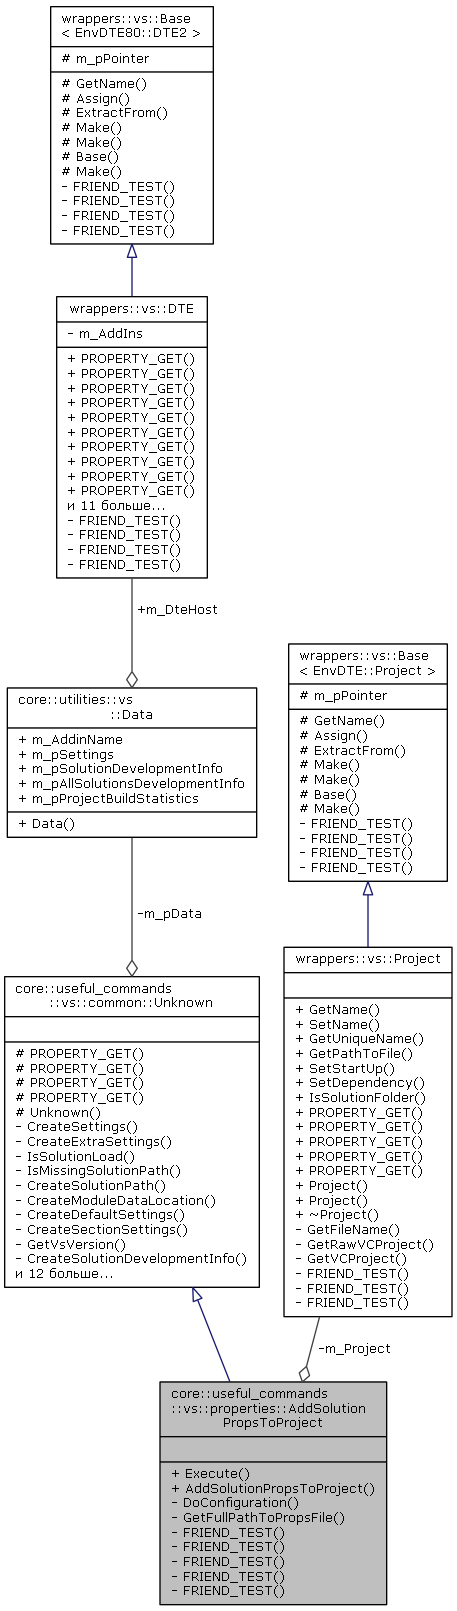 wrappers::vs::Base
< EnvDTE80::DTE2 >
# m_pPointer
# GetName()
# Assign()
# ExtractFrom()
# Make()
# Make()
# Base()
# Make()
- FRIEND_TEST()
- FRIEND_TEST()
- FRIEND_TEST()
- FRIEND_TEST()
wrappers::vs::DTE
- m_AddIns
+ PROPERTY_GET()
+ PROPERTY_GET()
+ PROPERTY_GET()
+ PROPERTY_GET()
+ PROPERTY_GET()
+ PROPERTY_GET()
+ PROPERTY_GET()
+ PROPERTY_GET()
+ PROPERTY_GET()
+ PROPERTY_GET()
и 11 больше...
- FRIEND_TEST()
- FRIEND_TEST()
- FRIEND_TEST()
- FRIEND_TEST()
+m_DteHost
core::utilities::vs
::Data
+ m_AddinName
+ m_pSettings
+ m_pSolutionDevelopmentInfo
+ m_pAllSolutionsDevelopmentInfo
+ m_pProjectBuildStatistics
+ Data()
-m_pData
core::useful_commands
::vs::common::Unknown
# PROPERTY_GET()
# PROPERTY_GET()
# PROPERTY_GET()
# PROPERTY_GET()
# Unknown()
- CreateSettings()
- CreateExtraSettings()
- IsSolutionLoad()
- IsMissingSolutionPath()
- CreateSolutionPath()
- CreateModuleDataLocation()
- CreateDefaultSettings()
- CreateSectionSettings()
- GetVsVersion()
- CreateSolutionDevelopmentInfo()
и 12 больше...
wrappers::vs::Base
< EnvDTE::Project >
# m_pPointer
# GetName()
# Assign()
# ExtractFrom()
# Make()
# Make()
# Base()
# Make()
- FRIEND_TEST()
- FRIEND_TEST()
- FRIEND_TEST()
- FRIEND_TEST()
wrappers::vs::Project
+ GetName()
+ SetName()
+ GetUniqueName()
+ GetPathToFile()
+ SetStartUp()
+ SetDependency()
+ IsSolutionFolder()
+ PROPERTY_GET()
+ PROPERTY_GET()
+ PROPERTY_GET()
+ PROPERTY_GET()
+ PROPERTY_GET()
+ Project()
+ Project()
+ ~Project()
- GetFileName()
- GetRawVCProject()
- GetVCProject()
- FRIEND_TEST()
- FRIEND_TEST()
- FRIEND_TEST()
-m_Project
core::useful_commands
::vs::properties::AddSolution
PropsToProject
+ Execute()
+ AddSolutionPropsToProject()
- DoConfiguration()
- GetFullPathToPropsFile()
- FRIEND_TEST()
- FRIEND_TEST()
- FRIEND_TEST()
- FRIEND_TEST()
- FRIEND_TEST()